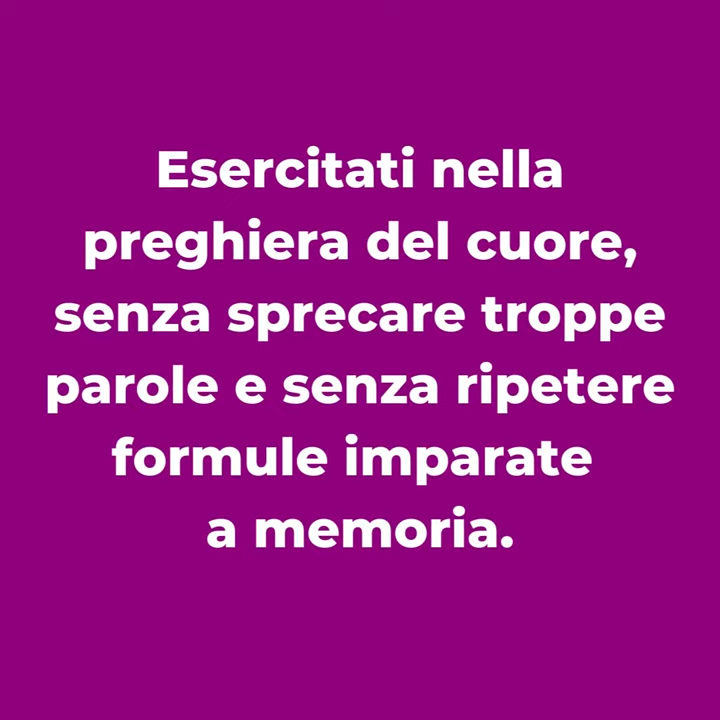 Esercitati nella
preghiera del cuore,
senza sprecare troppe
parole e senza ripetere
formule imparate
a memoria.